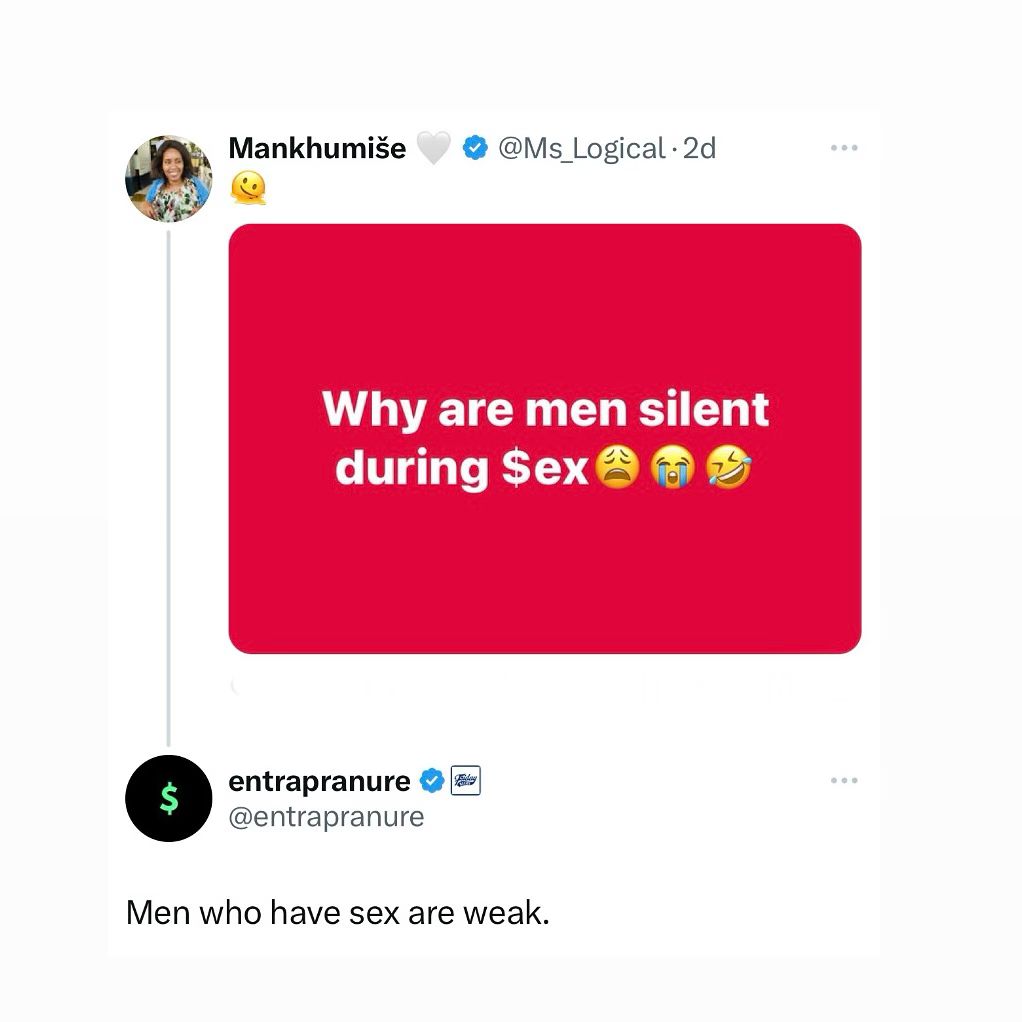 Mankhumiše 🤍 @Ms_Logical · 2d
🫠
Why are men silent
during $ex😩😭🤣
$
entrapranure
@entrapranure
Men who have sex are weak.